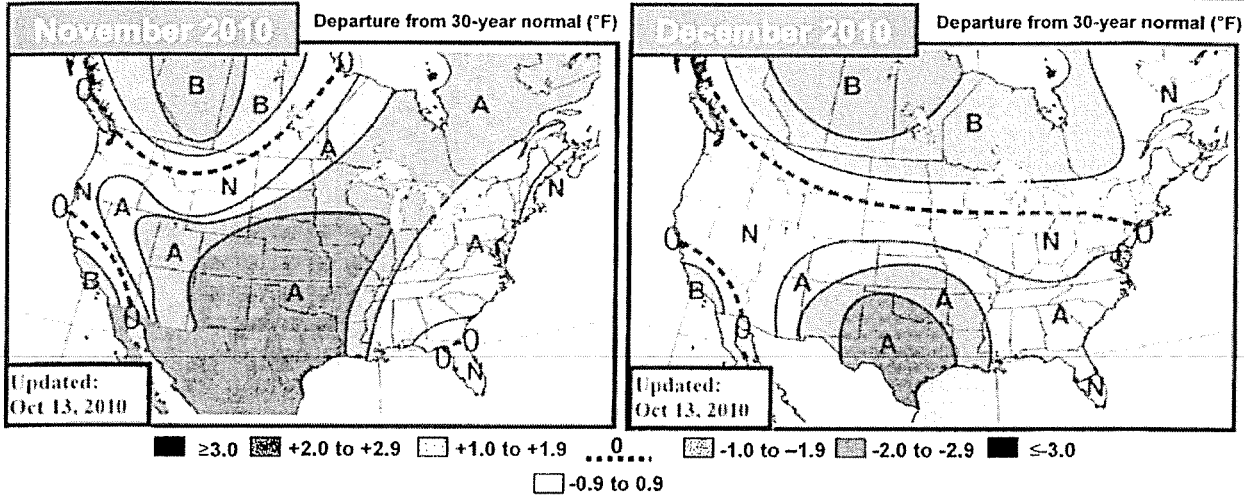 November 2010
Departure from 30-year normal (°F)
December 2010
Departure from 30-year normal (°F)
0
B
B
0
A
A
N
N
A
0
A
A
A
N
B
0
0
0
N
Updated:
Oct 13, 2010
B
B
N
0
N
N
0
B
A
A
A
A
0
N
Updated:
Oct 13, 2010
≥3.0
+2.0 to +2.9
+1.0 to +1.9
0
-1.0 to –1.9
-2.0 to -2.9
≤-3.0
-0.9 to 0.9